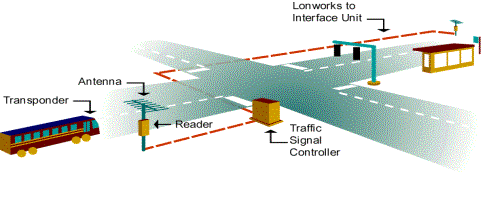 Lonworks to
Interface Unit
Antenna
Transponder
Reader
Traffic
Signal
Controller